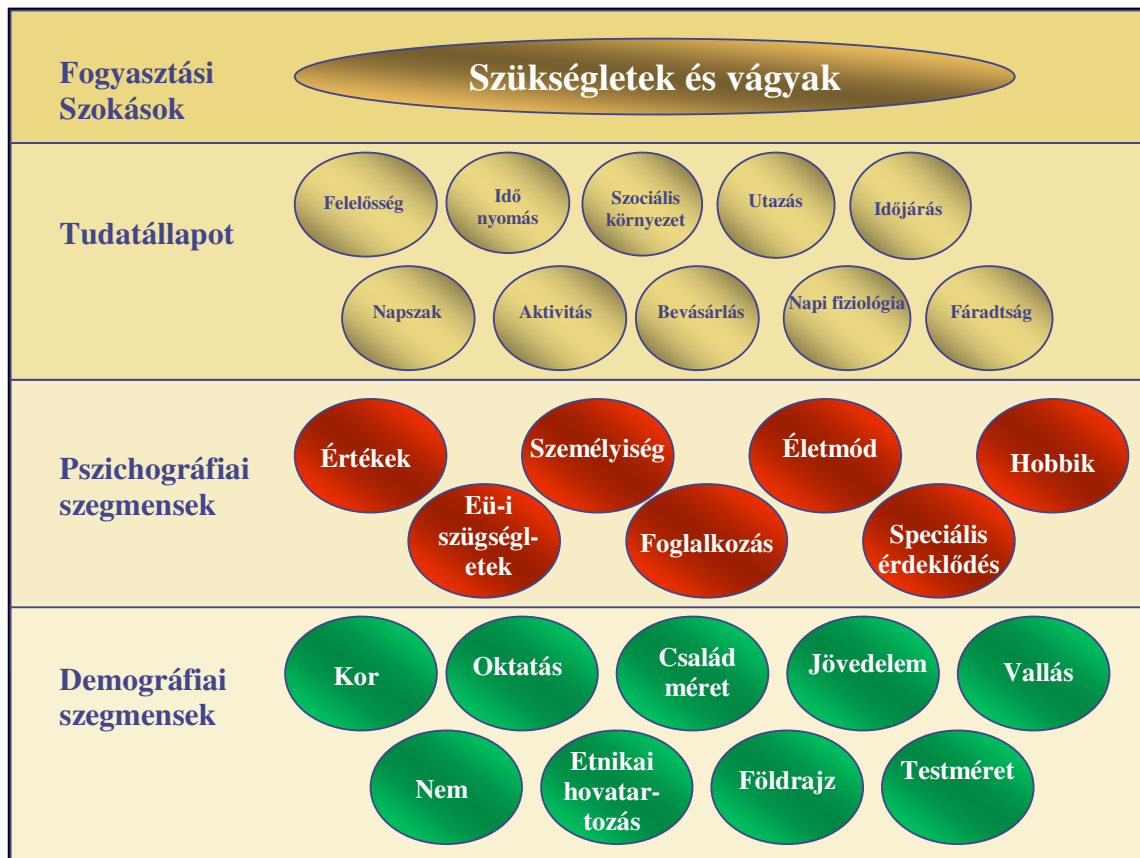 Fogyasztási
Szokások
Szükségletek és vágyak
Tudatállapot
Felelősség
Idő
nyomás
Szociális
környezet
Utazás
Időjárás
Napszak
Aktivitás
Bevásárlás
Napi fiziológia
Fáradtság
Pszichográfiai
szegmensek
Értékek
Személyiség
Életmód
Hobbik
Eü-i
szügségl-
etek
Foglalkozás
Speciális
érdeklődés
Demográfiai
szegmensek
Kor
Oktatás
Család
méret
Jövedelem
Vallás
Nem
Etnikai
hovatar-
tozás
Földrajz
Testméret